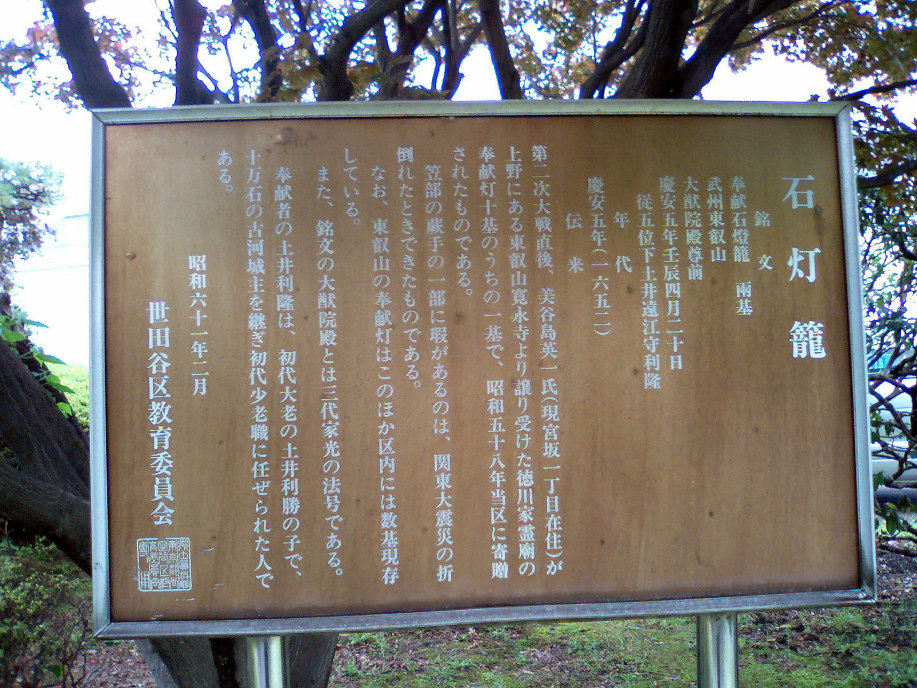 石灯籠
銘文
奉献石燈籠　兩基
武州東叡山
大猷院殿尊前
慶安五年壬辰四月二十日
従五位下土井遠江守利隆
年代
慶安五年(一六五二)
伝来
第二次大戦直後、美谷島英一氏(現宮坂一丁目在住)が
上野にある東叡山寛永寺より譲り受けた徳川家霊廟の
奉献灯十基のうちの一基で、昭和五十八年当区に寄贈
されたものである。
笠部の蕨手の一部に瑕があるのは、関東大震災の折
倒れたときできたものである。
なお、東叡山の奉献灯はこのほか区内には数基現存
している。
また、銘文の大猷院殿とは三代家光の法号である。
奉献者の土井利隆は、初代大老の土井利勝の子で、
十万石の古河城主を継ぎ初代少老職に任ぜられた人で
ある。
昭和六十一年二月
世田谷区教育委員会